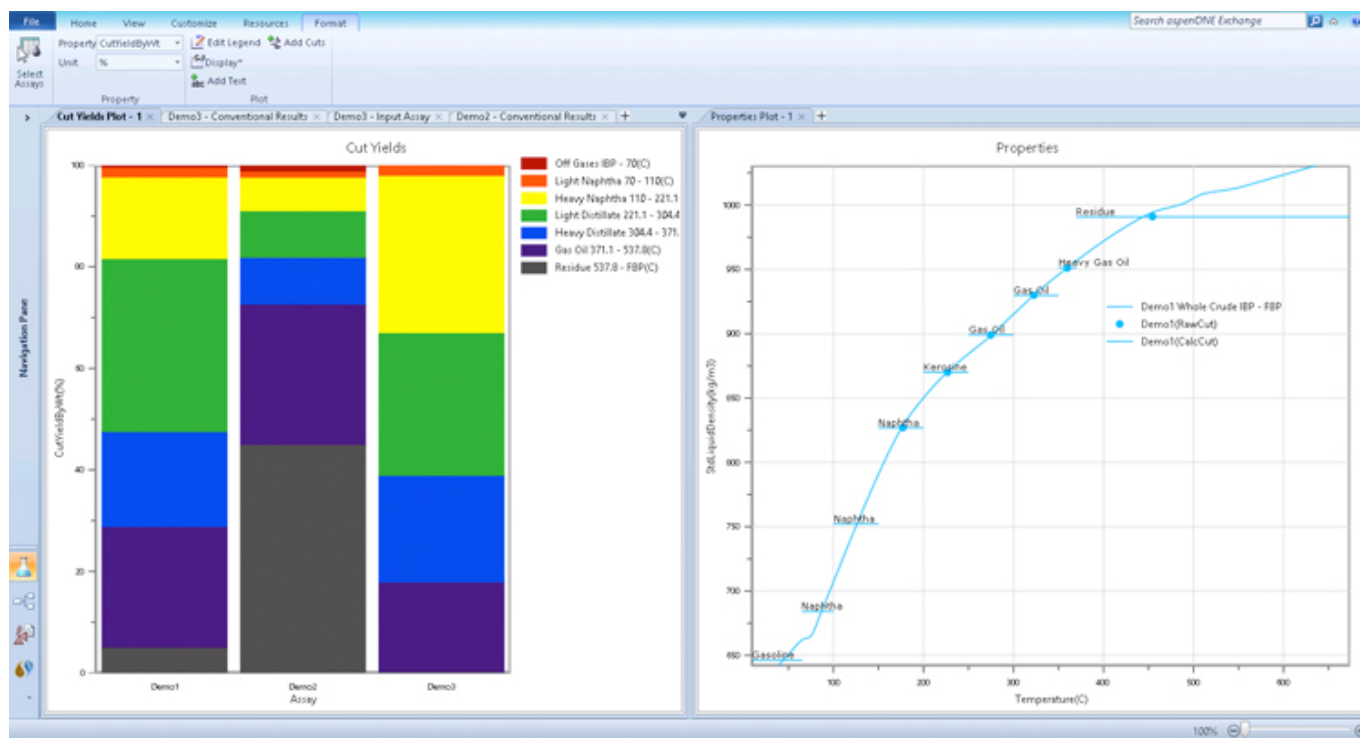 File Home View Customize Resources Format
Search aspenONE Exchange
Select
Assays
Property CutYieldByWt
Unit %
Property
Edit Legend Add Cuts
Display
abc Add Text
Plot
Cut Yields Plot - 1 Demo3 - Conventional Results Demo3 - Input Assay Demo2 - Conventional Results +
Properties Plot - 1 +
Navigation Pane
Cut Yields
CutYieldByWt(%)
100
80
60
40
20
0
Demo1 Demo2 Demo3
Assay
Off Gases IBP - 70(C)
Light Naphtha 70 - 110(C)
Heavy Naphtha 110 - 221.1
Light Distillate 221.1 - 304.4
Heavy Distillate 304.4 - 371.
Gas Oil 371.1 - 537.8(C)
Residue 537.8 - FBP(C)
Properties
StdLiquidDensity(kg/m3)
1000
950
900
850
800
750
700
650
Residue
Heavy Gas Oil
Gas Oil
Gas Oil
Naphtha
Naphtha
Naphtha
Gasoline
Demo1 Whole Crude IBP - FBP
Demo1(RawCut)
Demo1(CalcCut)
100 200 300 400 500 600
Temperature(C)
100%